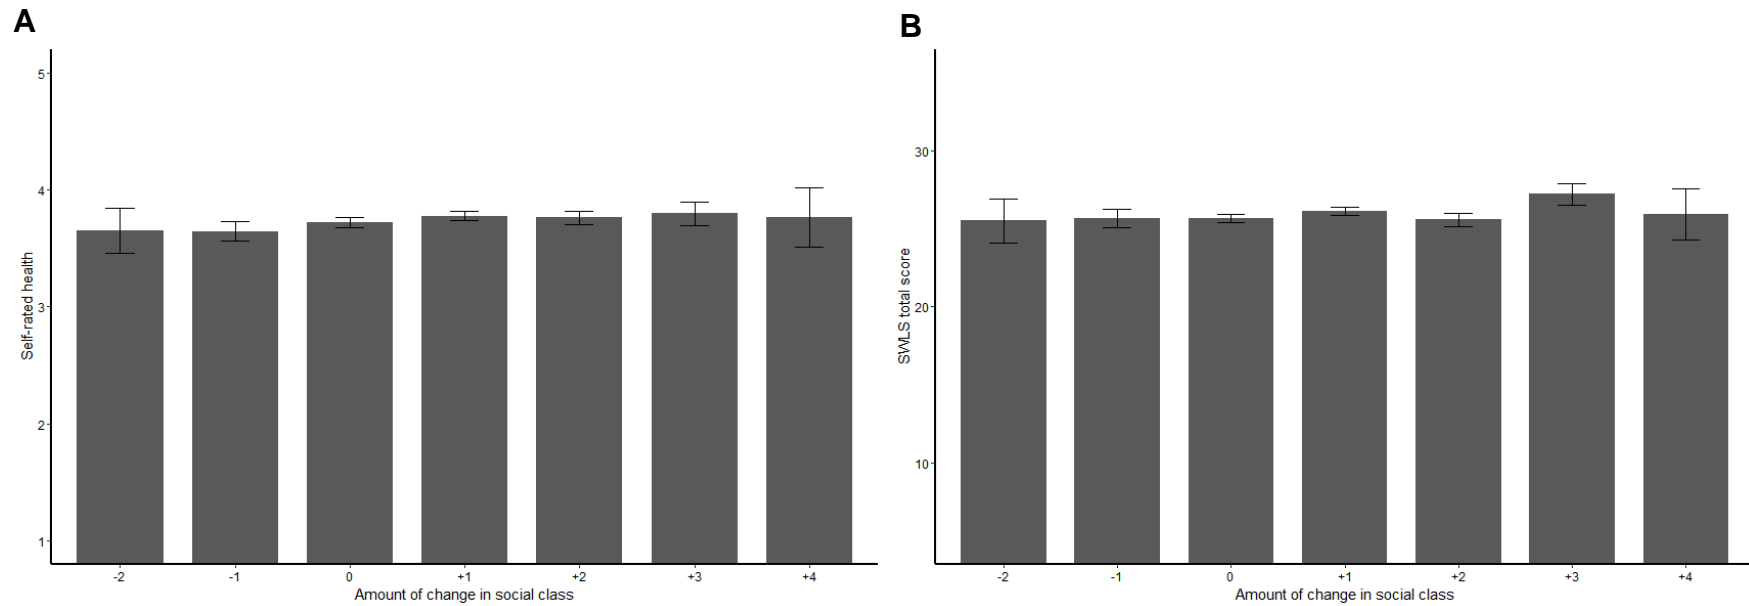 A
5
4
3
2
1
Self-rated health
-2 -1 0 +1 +2 +3 +4
Amount of change in social class
B
30
20
10
SWLS total score
-2 -1 0 +1 +2 +3 +4
Amount of change in social class